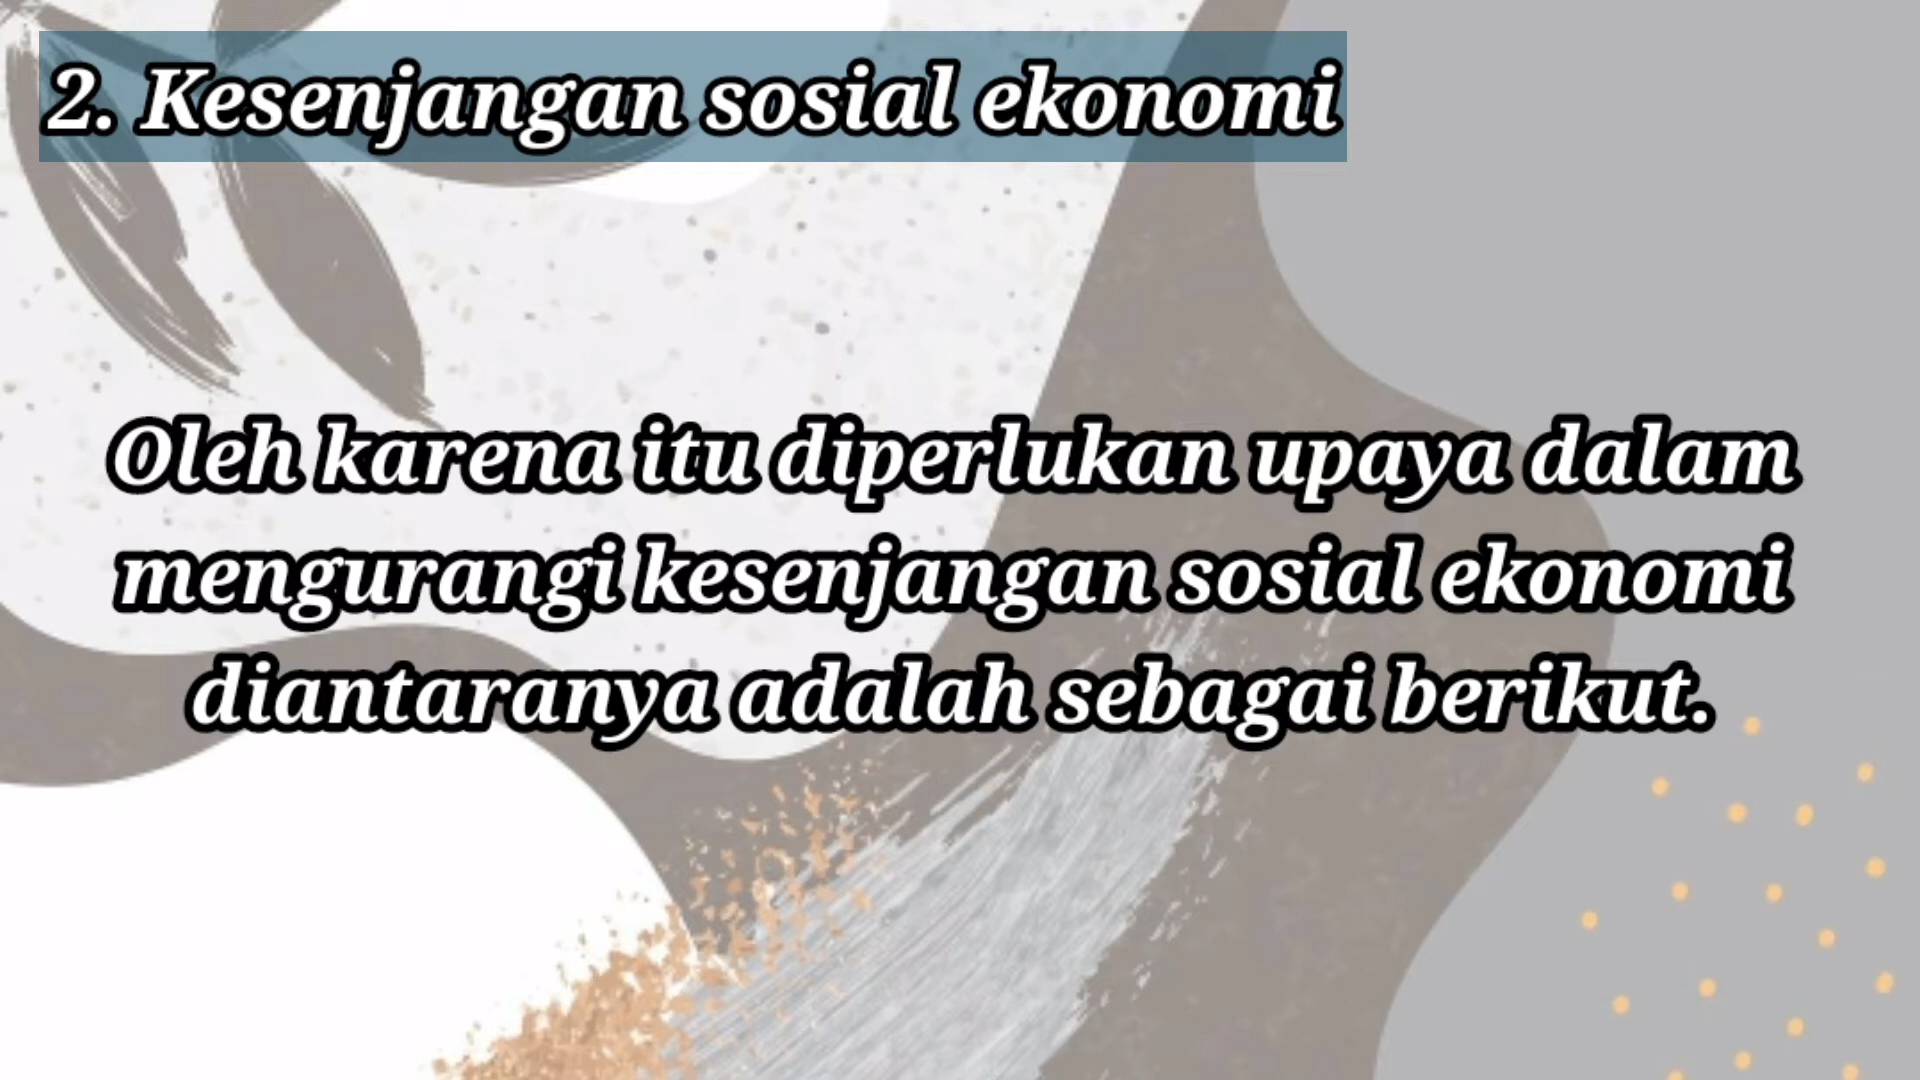 2. Kesenjangan sosial ekonomi
Oleh karena itu diperlukan upaya dalam
mengurangi kesenjangan sosial ekonomi
diantaranya adalah sebagai berikut.